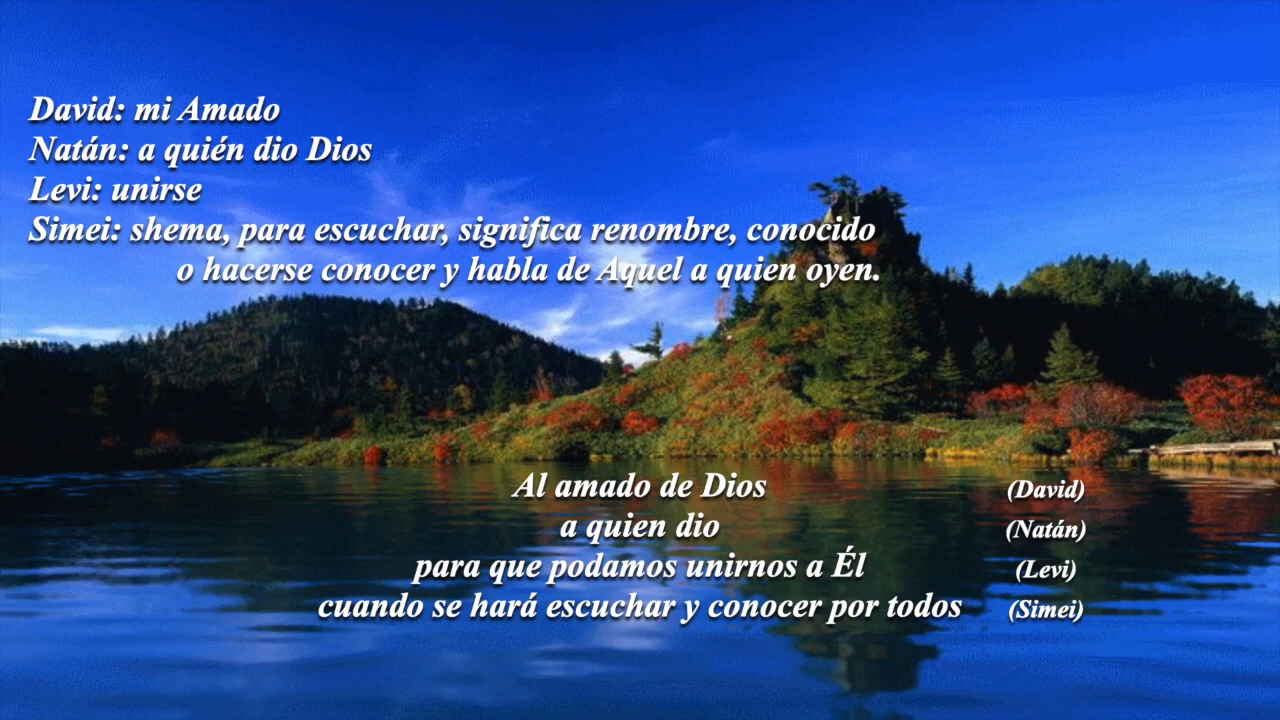 David: mi Amado
Natán: a quién dio Dios
Levi: unirse
Simei: shema, para escuchar, significa renombre, conocido
o hacerse conocer y habla de Aquel a quien oyen.
Al amado de Dios (David)
a quien dio (Natán)
para que podamos unirnos a Él (Levi)
cuando se hará escuchar y conocer por todos (Simei)